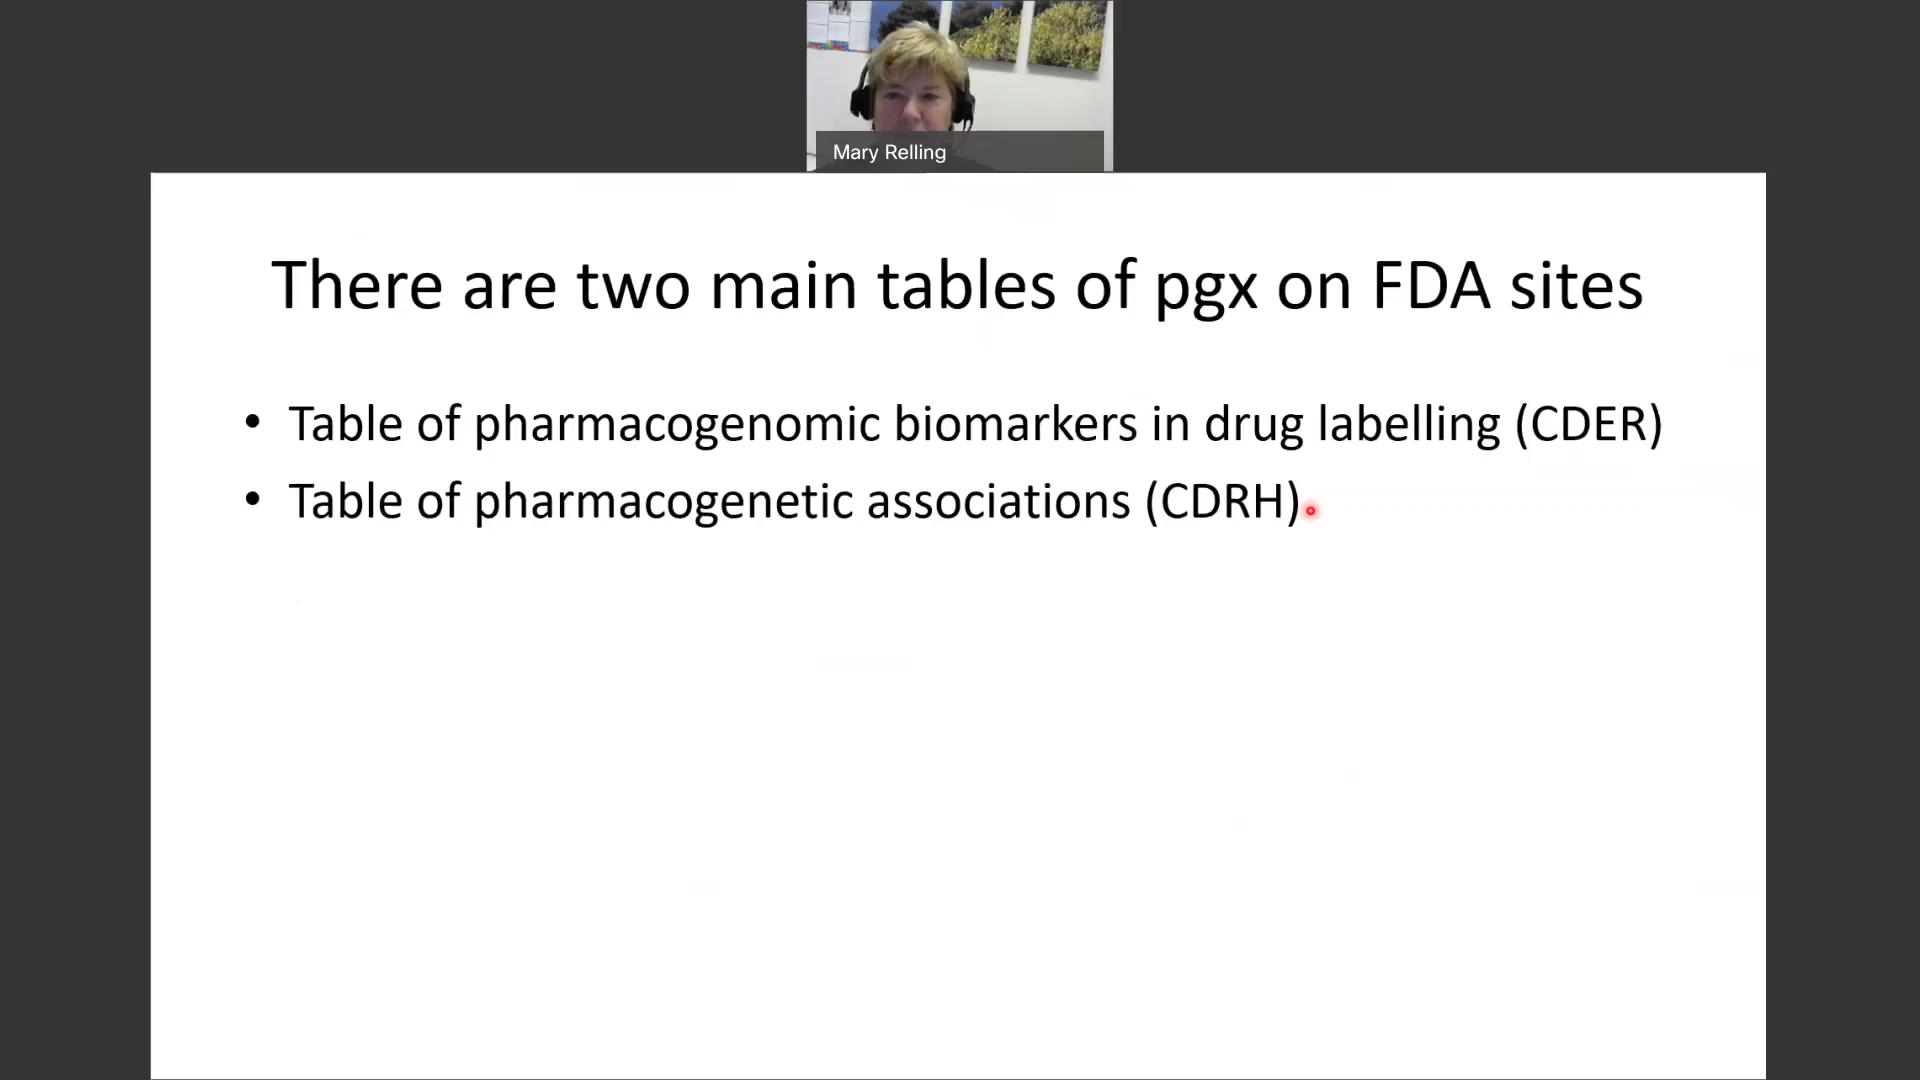 Mary Relling
There are two main tables of pgx on FDA sites
• Table of pharmacogenomic biomarkers in drug labelling (CDER)
• Table of pharmacogenetic associations (CDRH)